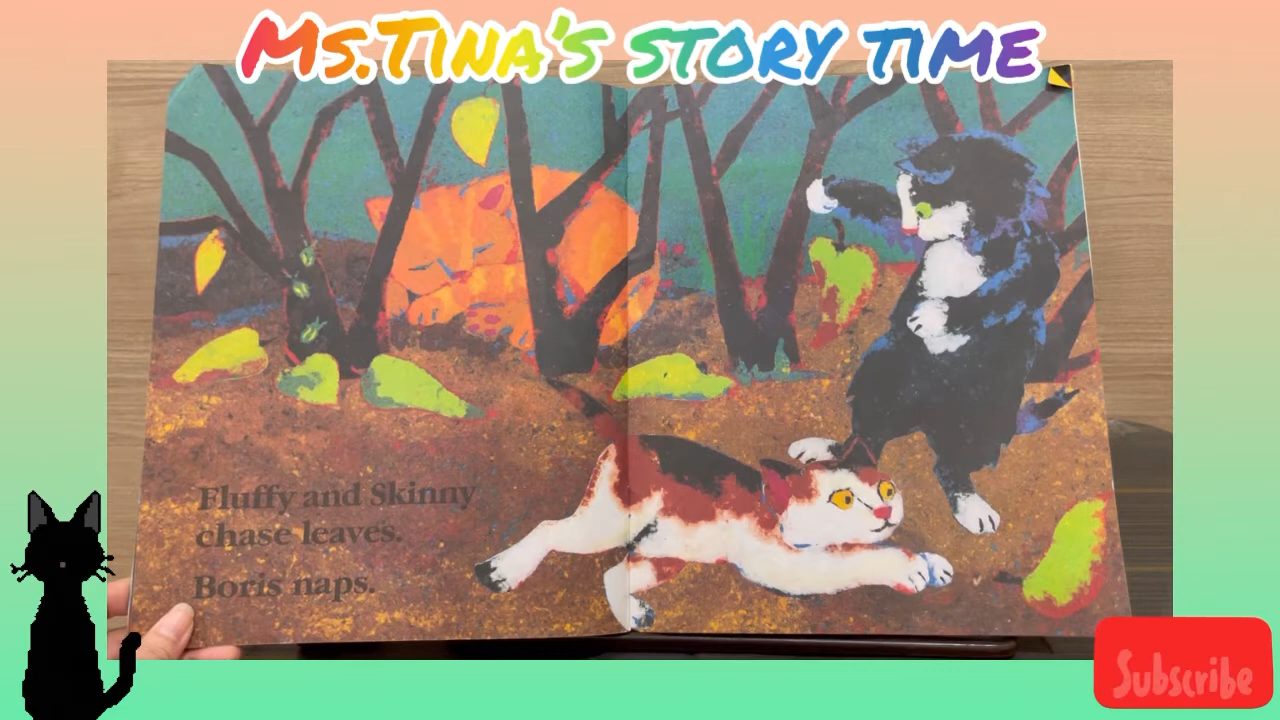 Ms.Tina's story time
Fluffy and Skinny
chase leaves.
Boris naps.
Subscribe